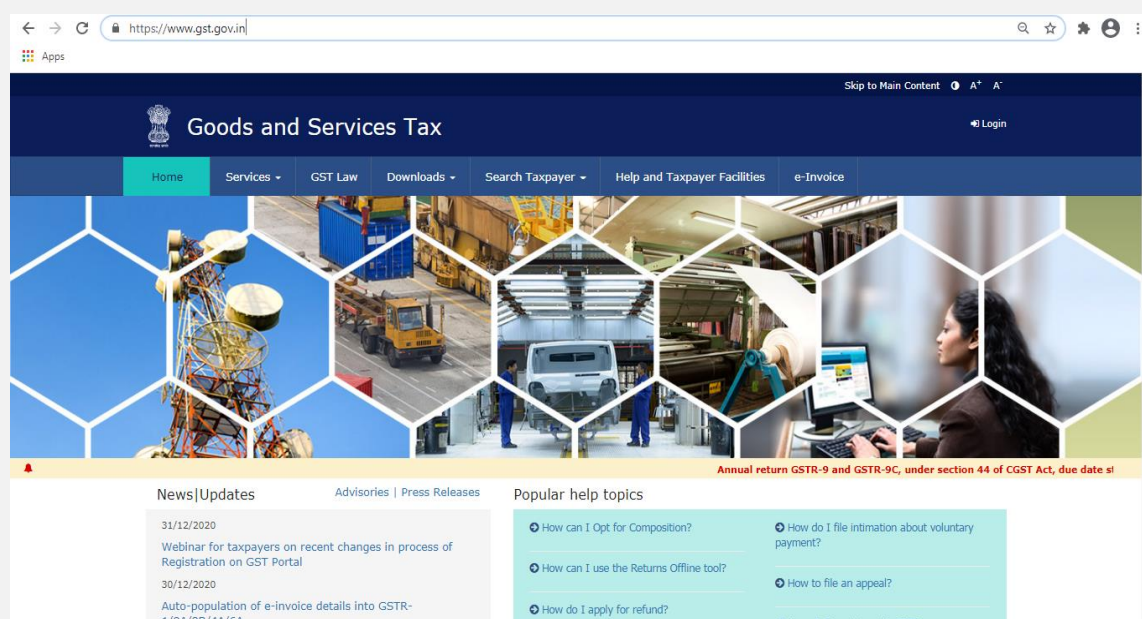 https://www.gst.gov.in
Apps
Skip to Main Content A+ A-
Goods and Services Tax
Login
Home Services GST Law Downloads Search Taxpayer Help and Taxpayer Facilities e-Invoice
Annual return GSTR-9 and GSTR-9C, under section 44 of CGST Act, due date
News|Updates
Advisories | Press Releases
31/12/2020
Webinar for taxpayers on recent changes in process of
Registration on GST Portal
30/12/2020
Auto-population of e-invoice details into GSTR-
Popular help topics
How can I Opt for Composition?
How can I use the Returns Offline tool?
How do I apply for refund?
How do I file intimation about voluntary
payment?
How to file an appeal?